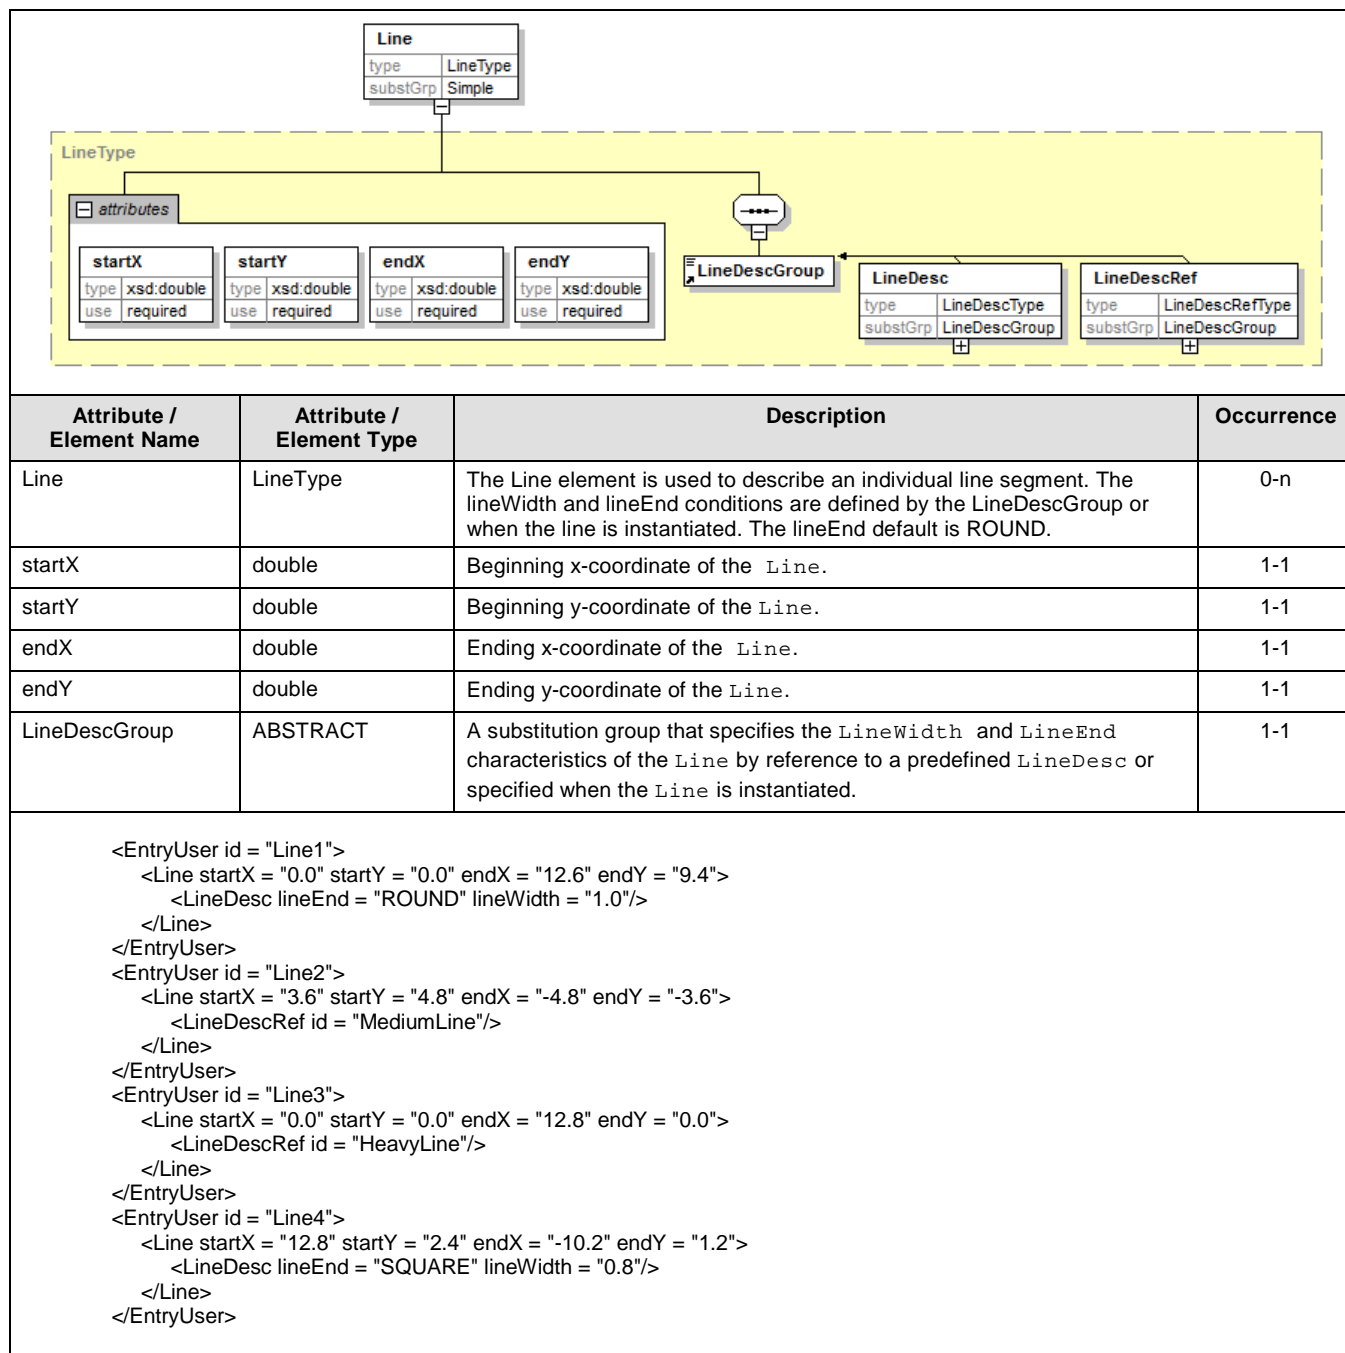 Line
type LineType
substGrp Simple
LineType
attributes
startX
type xsd:double
use required
startY
type xsd:double
use required
endX
type xsd:double
use required
endY
type xsd:double
use required
LineDescGroup
LineDesc
type LineDescType
substGrp LineDescGroup
LineDescRef
type LineDescRefType
substGrp LineDescGroup
Attribute / Element Name
Attribute / Element Type
Description
Occurrence
Line
LineType
The Line element is used to describe an individual line segment. The
lineWidth and lineEnd conditions are defined by the LineDescGroup or
when the line is instantiated. The lineEnd default is ROUND.
0-n
startX
double
Beginning x-coordinate of the Line.
1-1
startY
double
Beginning y-coordinate of the Line.
1-1
endX
double
Ending x-coordinate of the Line.
1-1
endY
double
Ending y-coordinate of the Line.
1-1
LineDescGroup
ABSTRACT
A substitution group that specifies the LineWidth and LineEnd
characteristics of the Line by reference to a predefined LineDesc or
specified when the Line is instantiated.
1-1
<EntryUser id = "Line1">
<Line startX = "0.0" startY = "0.0" endX = "12.6" endY = "9.4">
<LineDesc lineEnd = "ROUND" lineWidth = "1.0"/>
</Line>
</EntryUser>
<EntryUser id = "Line2">
<Line startX = "3.6" startY = "4.8" endX = "-4.8" endY = "-3.6">
<LineDescRef id = "MediumLine"/>
</Line>
</EntryUser>
<EntryUser id = "Line3">
<Line startX = "0.0" startY = "0.0" endX = "12.8" endY = "0.0">
<LineDescRef id = "HeavyLine"/>
</Line>
</EntryUser>
<EntryUser id = "Line4">
<Line startX = "12.8" startY = "2.4" endX = "-10.2" endY = "1.2">
<LineDesc lineEnd = "SQUARE" lineWidth = "0.8"/>
</Line>
</EntryUser>